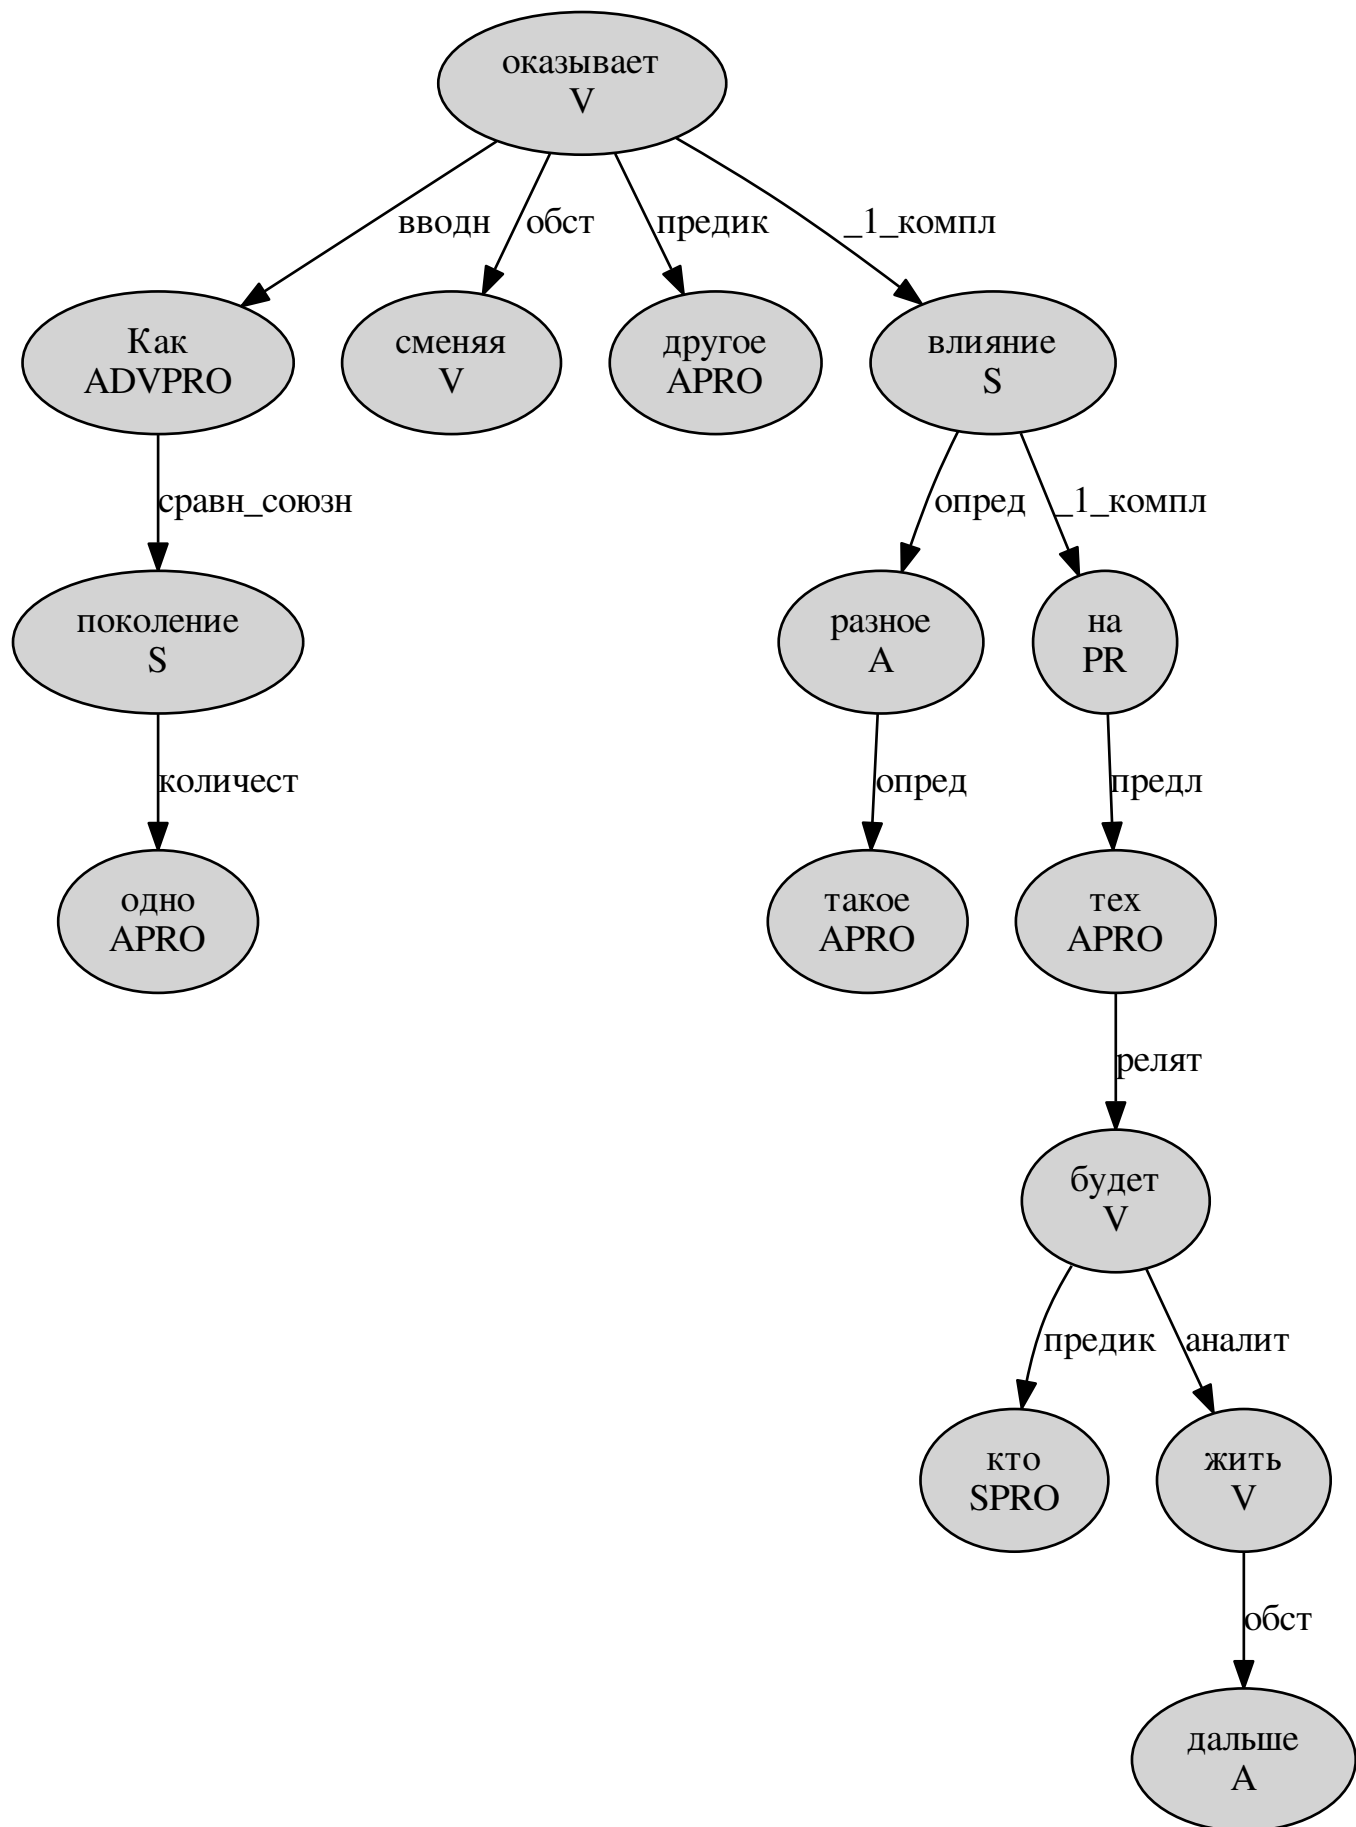 оказывает
V
вводн
обст
предик
_1_компл
Как
ADVPRO
сменяя
V
другое
APRO
влияние
S
сравн_союзн
опред
_1_компл
поколение
S
разное
A
на
PR
количест
опред
предл
одно
APRO
такое
APRO
тех
APRO
релят
будет
V
предик
аналит
кто
SPRO
жить
V
обст
дальше
A